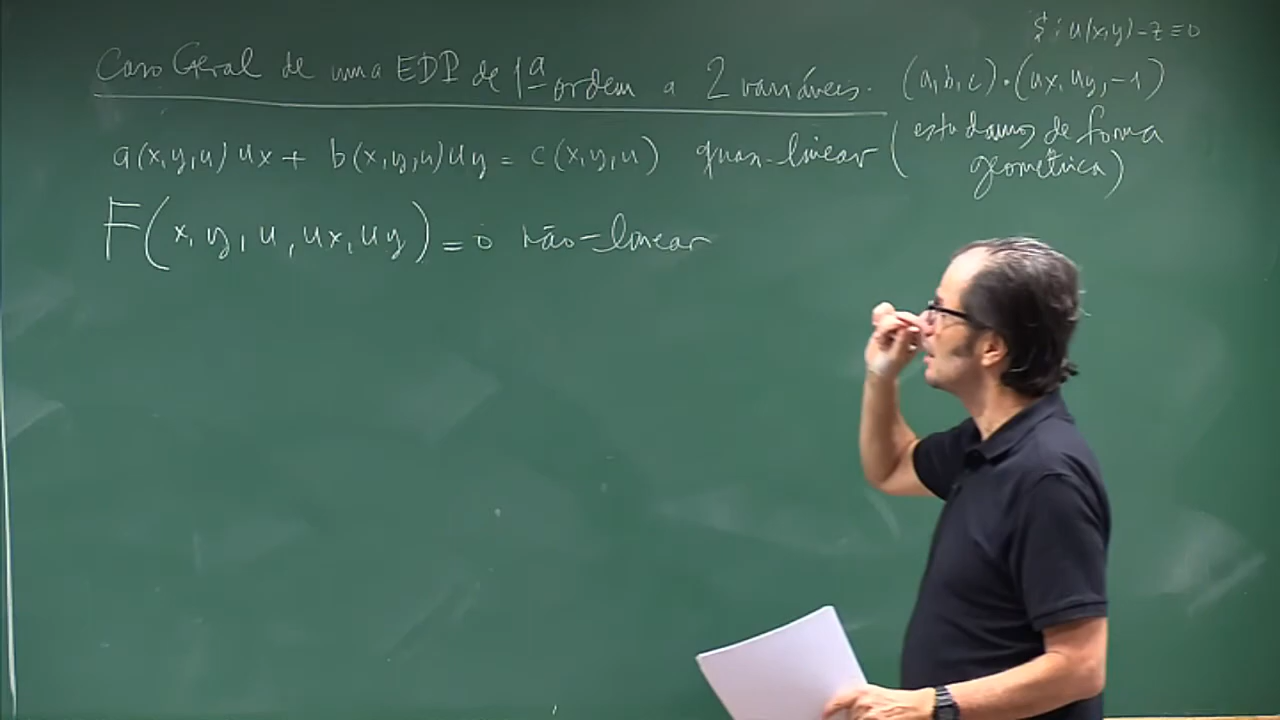 Caso Geral de uma EDP de 1ª ordem a 2 variáveis.
a(x,y,u)ux + b(x,y,u)uy = c(x,y,u) quasi-linear (estudamos de forma
geométrica)
F(x,y,u,ux,uy) = 0 não-linear
$: u(x,y)-z≡0
(a,b,c)•(ux,uy,-1)